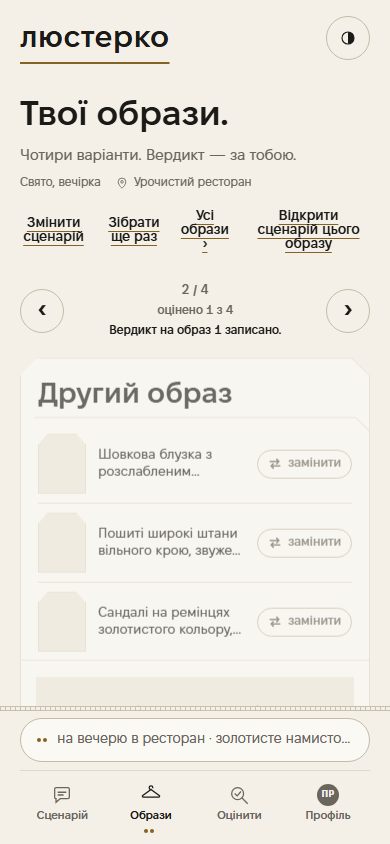 люстерко
Твої образи.
Чотири варіанти. Вердикт — за тобою.
Свято, вечірка Урочистий ресторан
Змінити
сценарій
Зібрати
ще раз
Усі
образи
›
Відкрити
сценарій цього
образу
‹
2 / 4
оцінено 1 з 4
Вердикт на образ 1 записано.
›
Другий образ
Шовкова блузка з
розслабленим...
замінити
Пошиті широкі штани
вільного крою, звуже...
замінити
Сандалі на ремінцях
золотистого кольору,...
замінити
на вечерю в ресторан · золотисте намисто...
Сценарій
Образи
Оцінити
ПР
Профіль